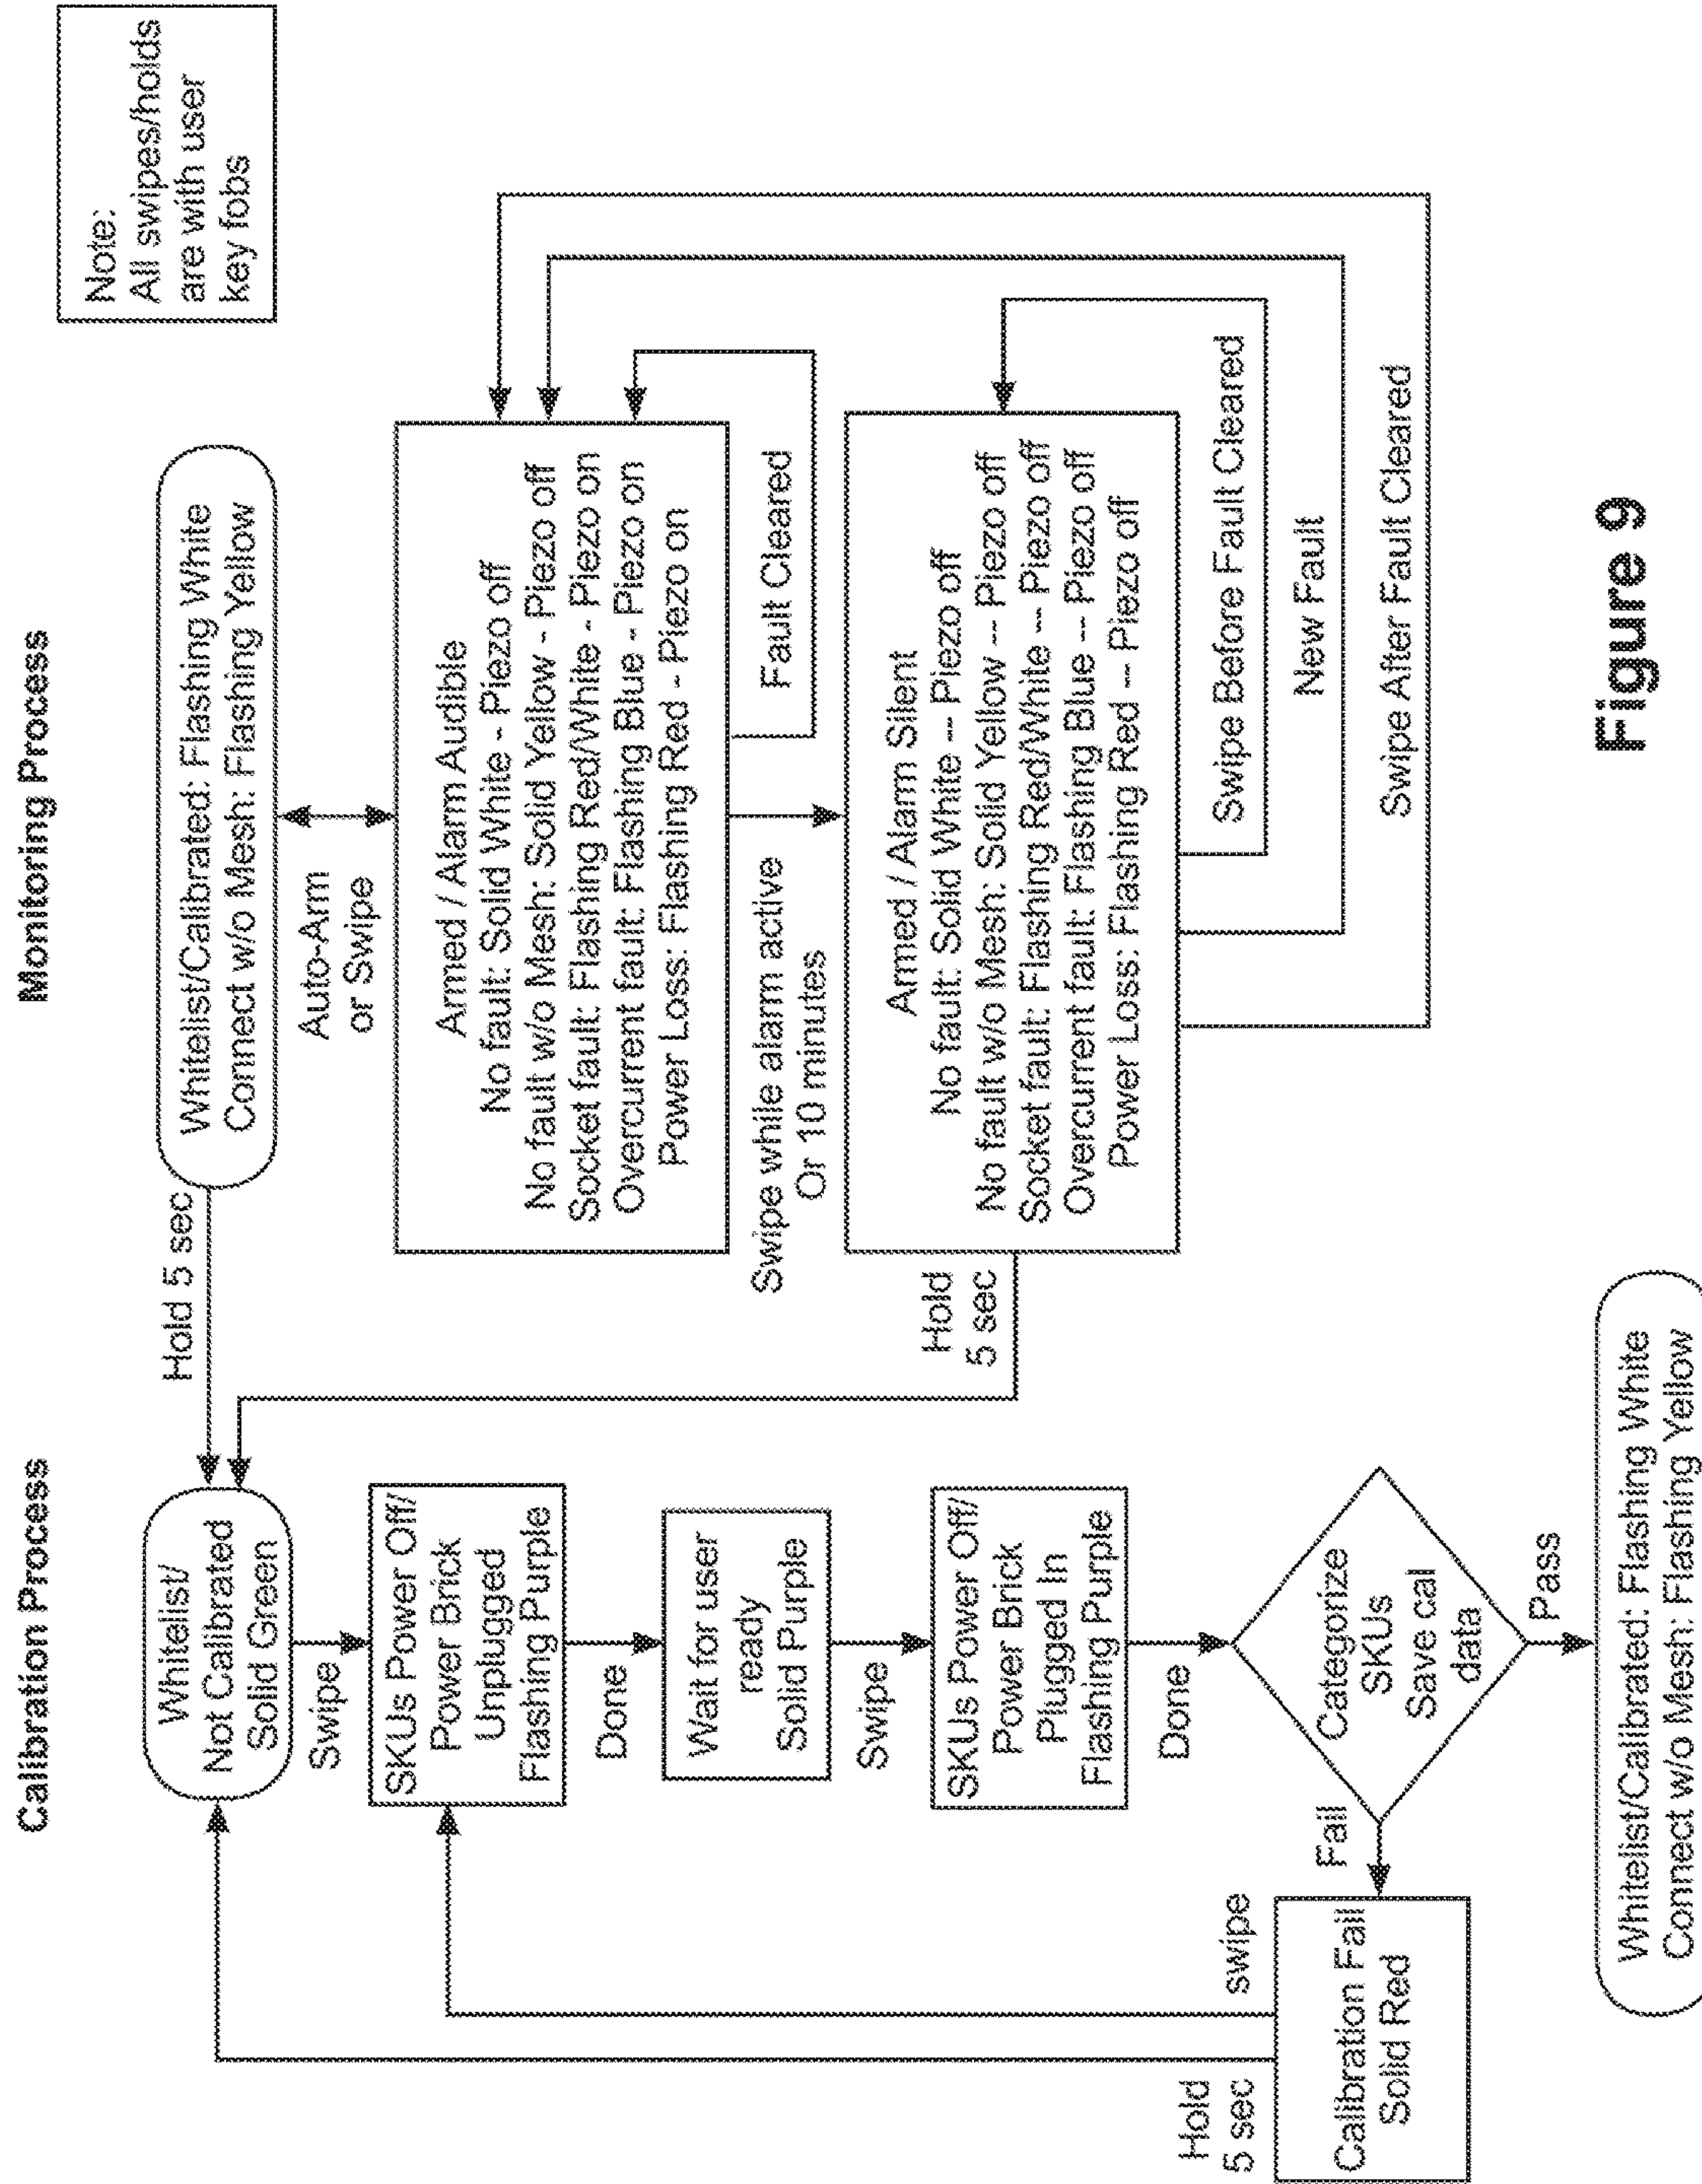 Calibration Process
Whitelist/
Not Calibrated
Solid Green
Swipe
SKUs Power Off/
Power Brick
Unplugged
Flashing Purple
Done
Wait for user
ready
Solid Purple
Swipe
SKUs Power Off/
Power Brick
Plugged In
Flashing Purple
Done
Categorize
SKUs
Save cal
data
Fail
Pass
swipe
Hold
5 sec
Calibration Fail
Solid Red
Whitelist/Calibrated: Flashing White
Connect w/o Mesh: Flashing Yellow
Monitoring Process
Hold 5 sec
Whitelist/Calibrated: Flashing White
Connect w/o Mesh: Flashing Yellow
Auto-Arm
or Swipe
Armed / Alarm Audible
No fault: Solid White - Piezo off
No fault w/o Mesh: Solid Yellow - Piezo off
Socket fault: Flashing Red/White - Piezo on
Overcurrent fault: Flashing Blue - Piezo on
Power Loss: Flashing Red - Piezo on
Fault Cleared
Swipe while alarm active
Or 10 minutes
Hold
5 sec
Armed / Alarm Silent
No fault: Solid White -- Piezo off
No fault w/o Mesh: Solid Yellow -- Piezo off
Socket fault: Flashing Red/White -- Piezo off
Overcurrent fault: Flashing Blue -- Piezo off
Power Loss: Flashing Red -- Piezo off
Swipe Before Fault Cleared
New Fault
Swipe After Fault Cleared
Note:
All swipes/holds
are with user
key fobs
Figure 9